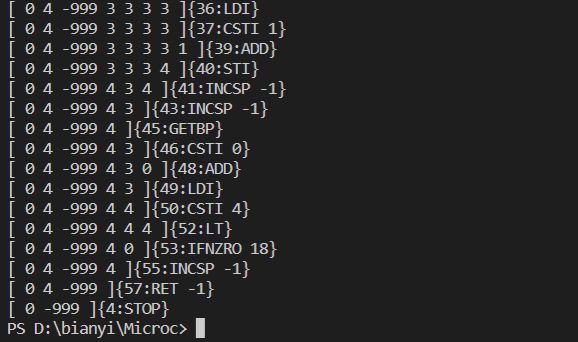 [ 0 4 -999 3 3 3 3 ]{36:LDI}
[ 0 4 -999 3 3 3 3 ]{37:CSTI 1}
[ 0 4 -999 3 3 3 3 1 ]{39:ADD}
[ 0 4 -999 3 3 3 4 ]{40:STI}
[ 0 4 -999 4 3 4 ]{41:INCSP -1}
[ 0 4 -999 4 3 ]{43:INCSP -1}
[ 0 4 -999 4 ]{45:GETBP}
[ 0 4 -999 4 3 ]{46:CSTI 0}
[ 0 4 -999 4 3 0 ]{48:ADD}
[ 0 4 -999 4 3 ]{49:LDI}
[ 0 4 -999 4 4 ]{50:CSTI 4}
[ 0 4 -999 4 4 4 ]{52:LT}
[ 0 4 -999 4 0 ]{53:IFNZRO 18}
[ 0 4 -999 4 ]{55:INCSP -1}
[ 0 4 -999 ]{57:RET -1}
[ 0 -999 ]{4:STOP}
PS D:\bianyi\Microc>